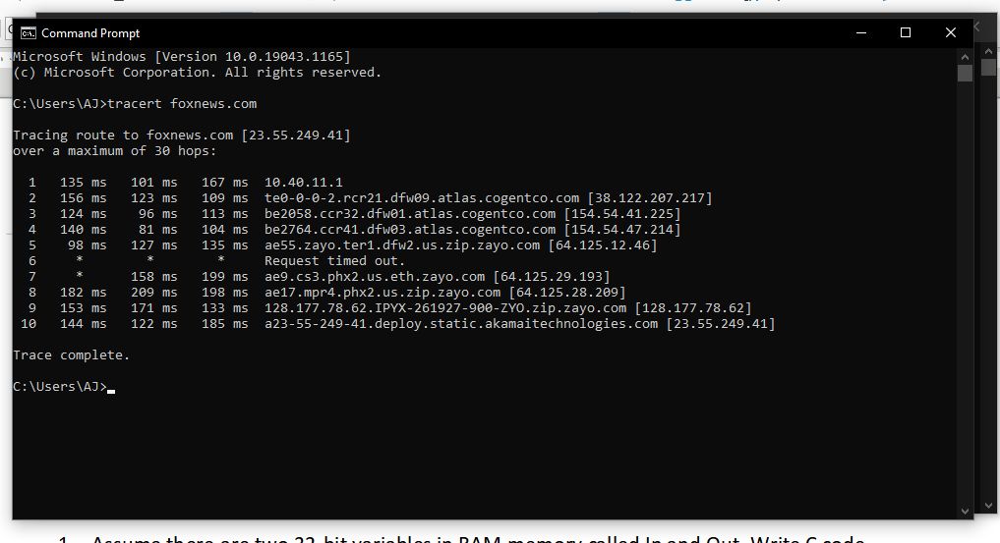 Command Prompt
Microsoft Windows [Version 10.0.19043.1165]
(c) Microsoft Corporation. All rights reserved.
C:\Users\AJ>tracert foxnews.com
Tracing route to foxnews.com [23.55.249.41]
over a maximum of 30 hops:
1 135 ms 101 ms 167 ms 10.40.11.1
2 156 ms 123 ms 109 ms te0-0-0-2.rcr21.dfw09.atlas.cogentco.com [38.122.207.217]
3 124 ms 96 ms 113 ms be2058.ccr32.dfw01.atlas.cogentco.com [154.54.41.225]
4 140 ms 81 ms 104 ms be2764.ccr41.dfw03.atlas.cogentco.com [154.54.47.214]
5 98 ms 127 ms 135 ms ae55.zayo.ter1.dfw2.us.zip.zayo.com [64.125.12.46]
6 * * * Request timed out.
7 * 158 ms 199 ms ae9.cs3.phx2.us.eth.zayo.com [64.125.29.193]
8 182 ms 209 ms 198 ms ae17.mpr4.phx2.us.zip.zayo.com [64.125.28.209]
9 153 ms 171 ms 133 ms 128.177.78.62.IPYX-261927-900-ZYO.zip.zayo.com [128.177.78.62]
10 144 ms 122 ms 185 ms a23-55-249-41.deploy.static.akamaitechnologies.com [23.55.249.41]
Trace complete.
C:\Users\AJ>
1. Assume there are two 32-bit variables in RAM memory called In and Out. Write C code